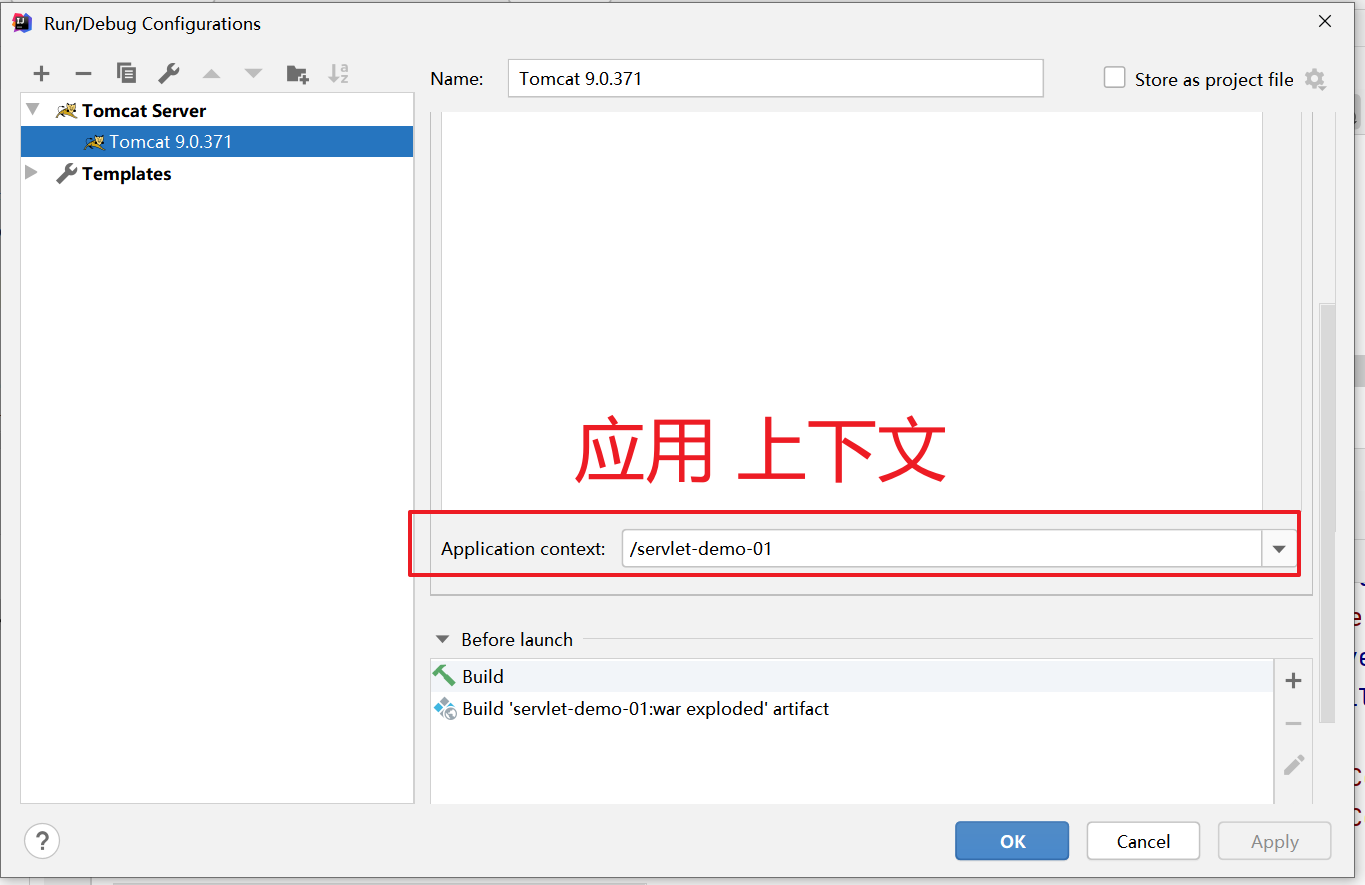 Run/Debug Configurations
Name:
Tomcat 9.0.371
Store as project file
Tomcat Server
Tomcat 9.0.371
Templates
应用 上下文
Application context:
/servlet-demo-01
Before launch
Build
Build 'servlet-demo-01:war exploded' artifact
?
OK
Cancel
Apply